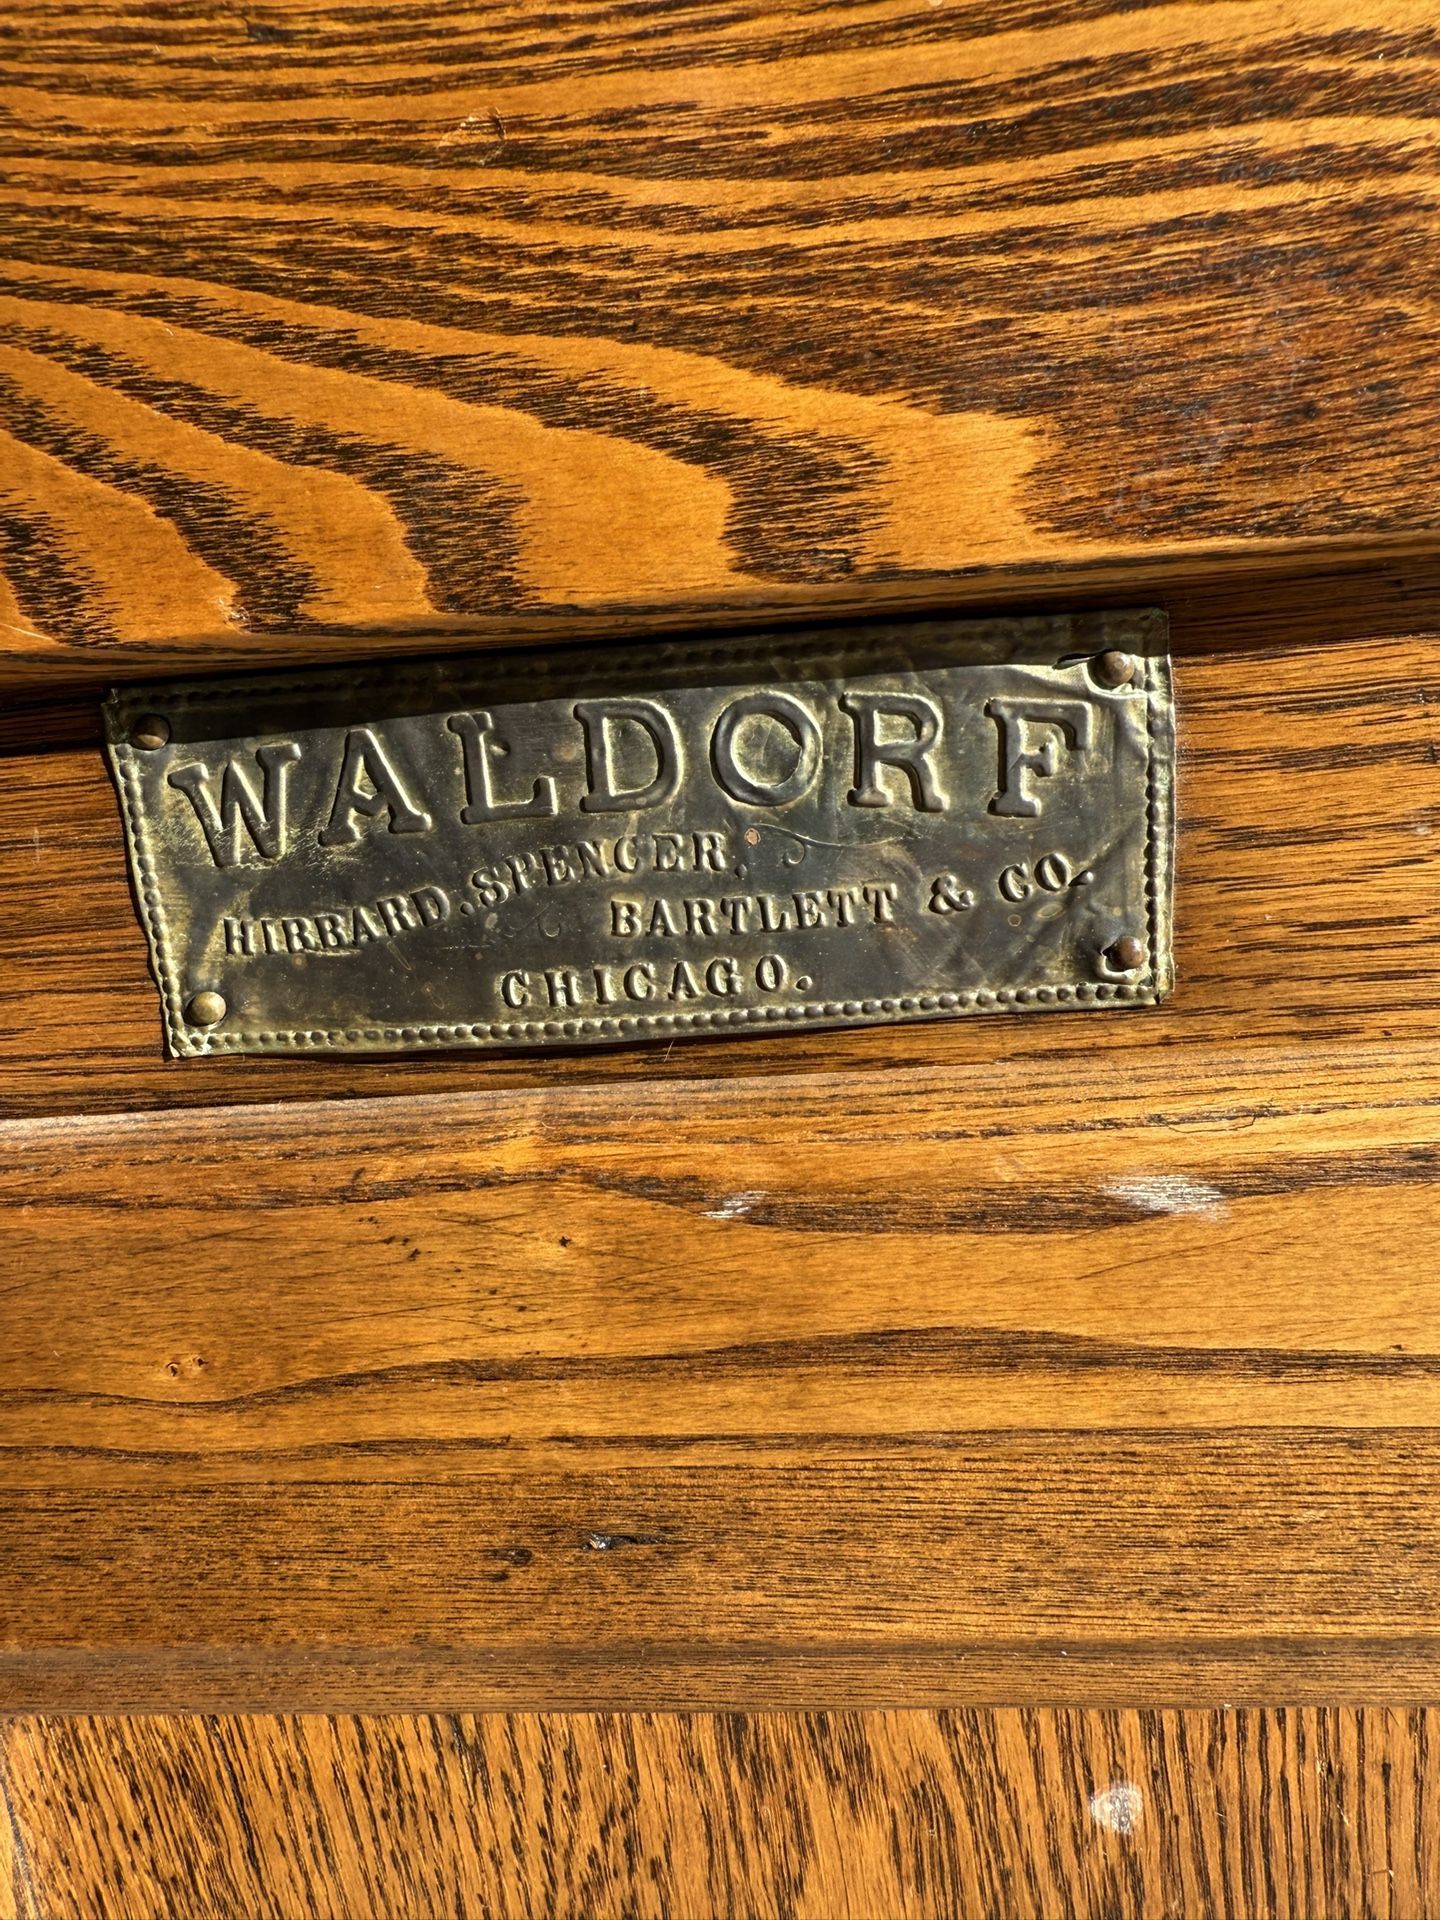 WALDORF
HIBBARD. SPENCER,
BARTLETT & CO.
CHICAGO.